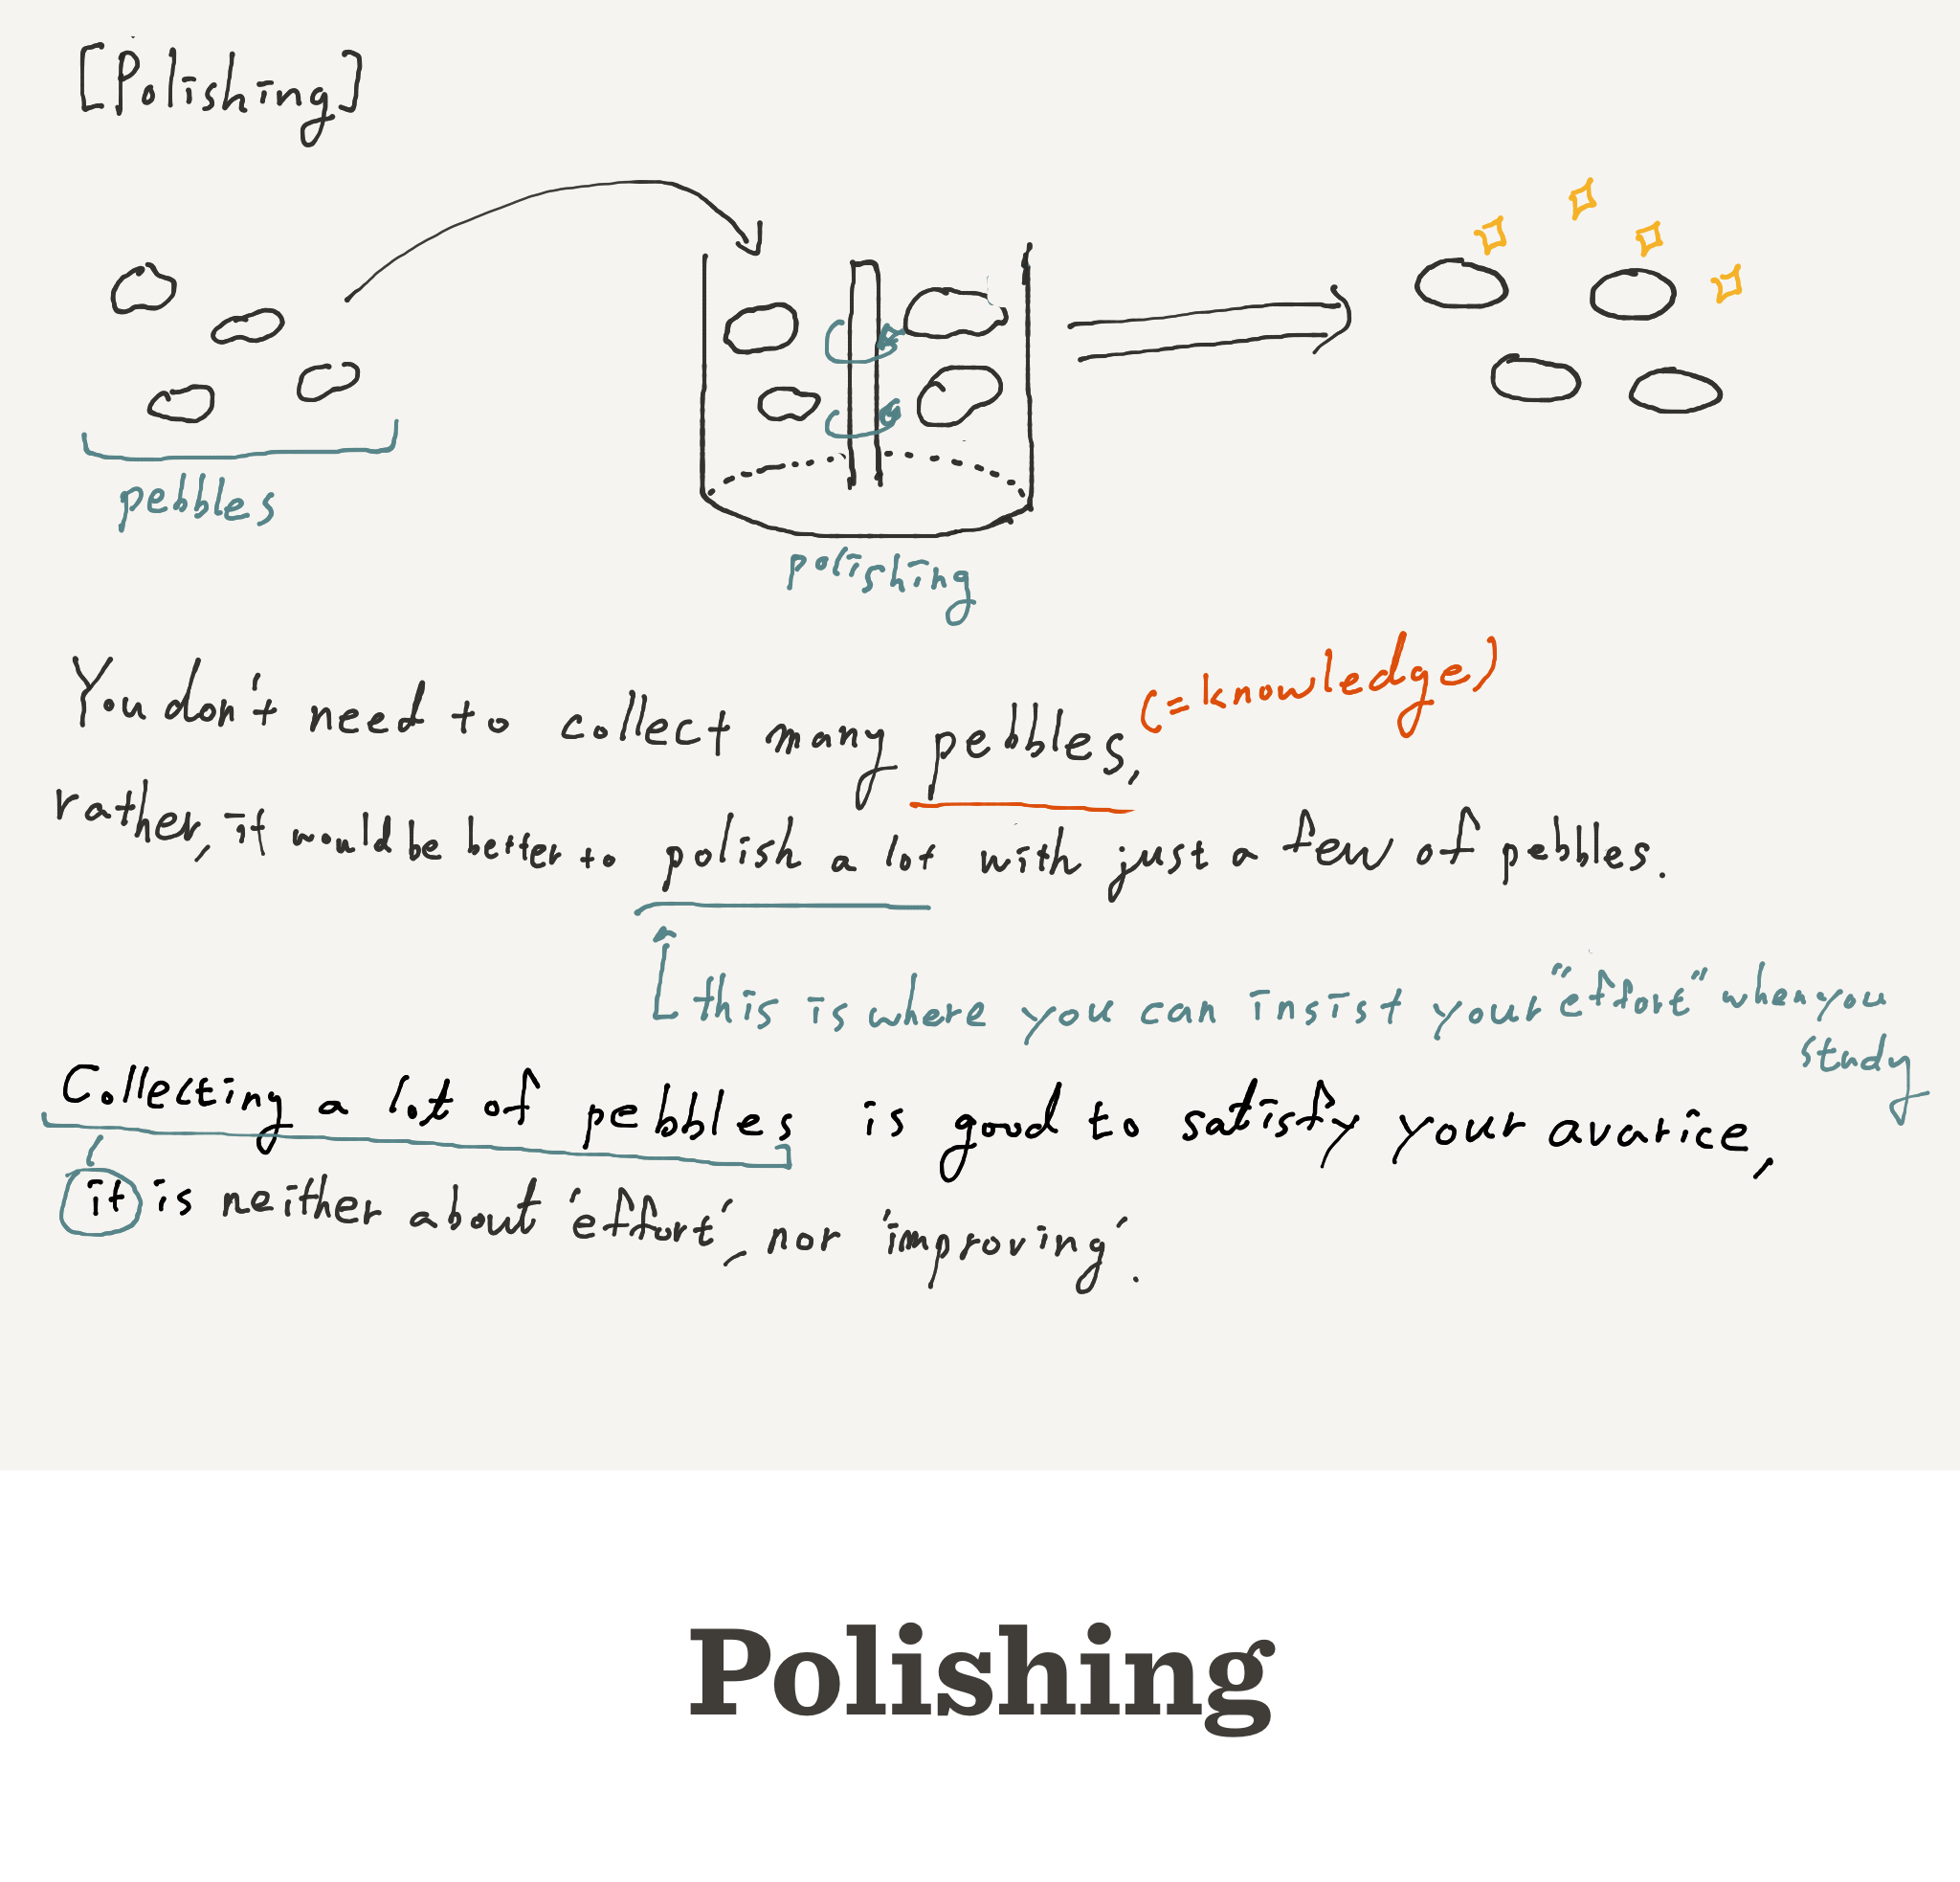 [Polishing]
pebbles
polishing
You don't need to collect many pebbles, (=knowledge)
rather, it would be better to polish a lot with just a few of pebbles.
this is where you can insist your "effort" when you
study
Collecting a lot of pebbles is good to satisfy your avarice,
it is neither about 'effort', nor 'improving'.
Polishing